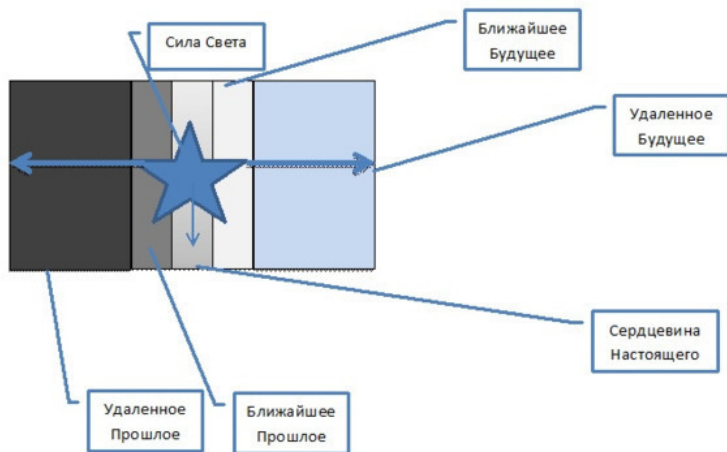 Сила Света
Ближайшее
Будущее
Удаленное
Будущее
Сердцевина
Настоящего
Удаленное
Прошлое
Ближайшее
Прошлое